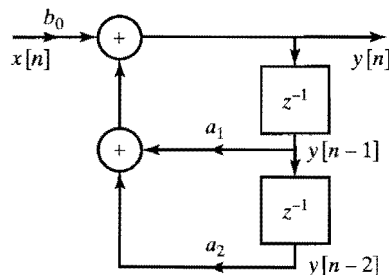 b₀
+
x[n]
y[n]
z⁻¹
+
a₁
y[n − 1]
z⁻¹
a₂
y[n − 2]